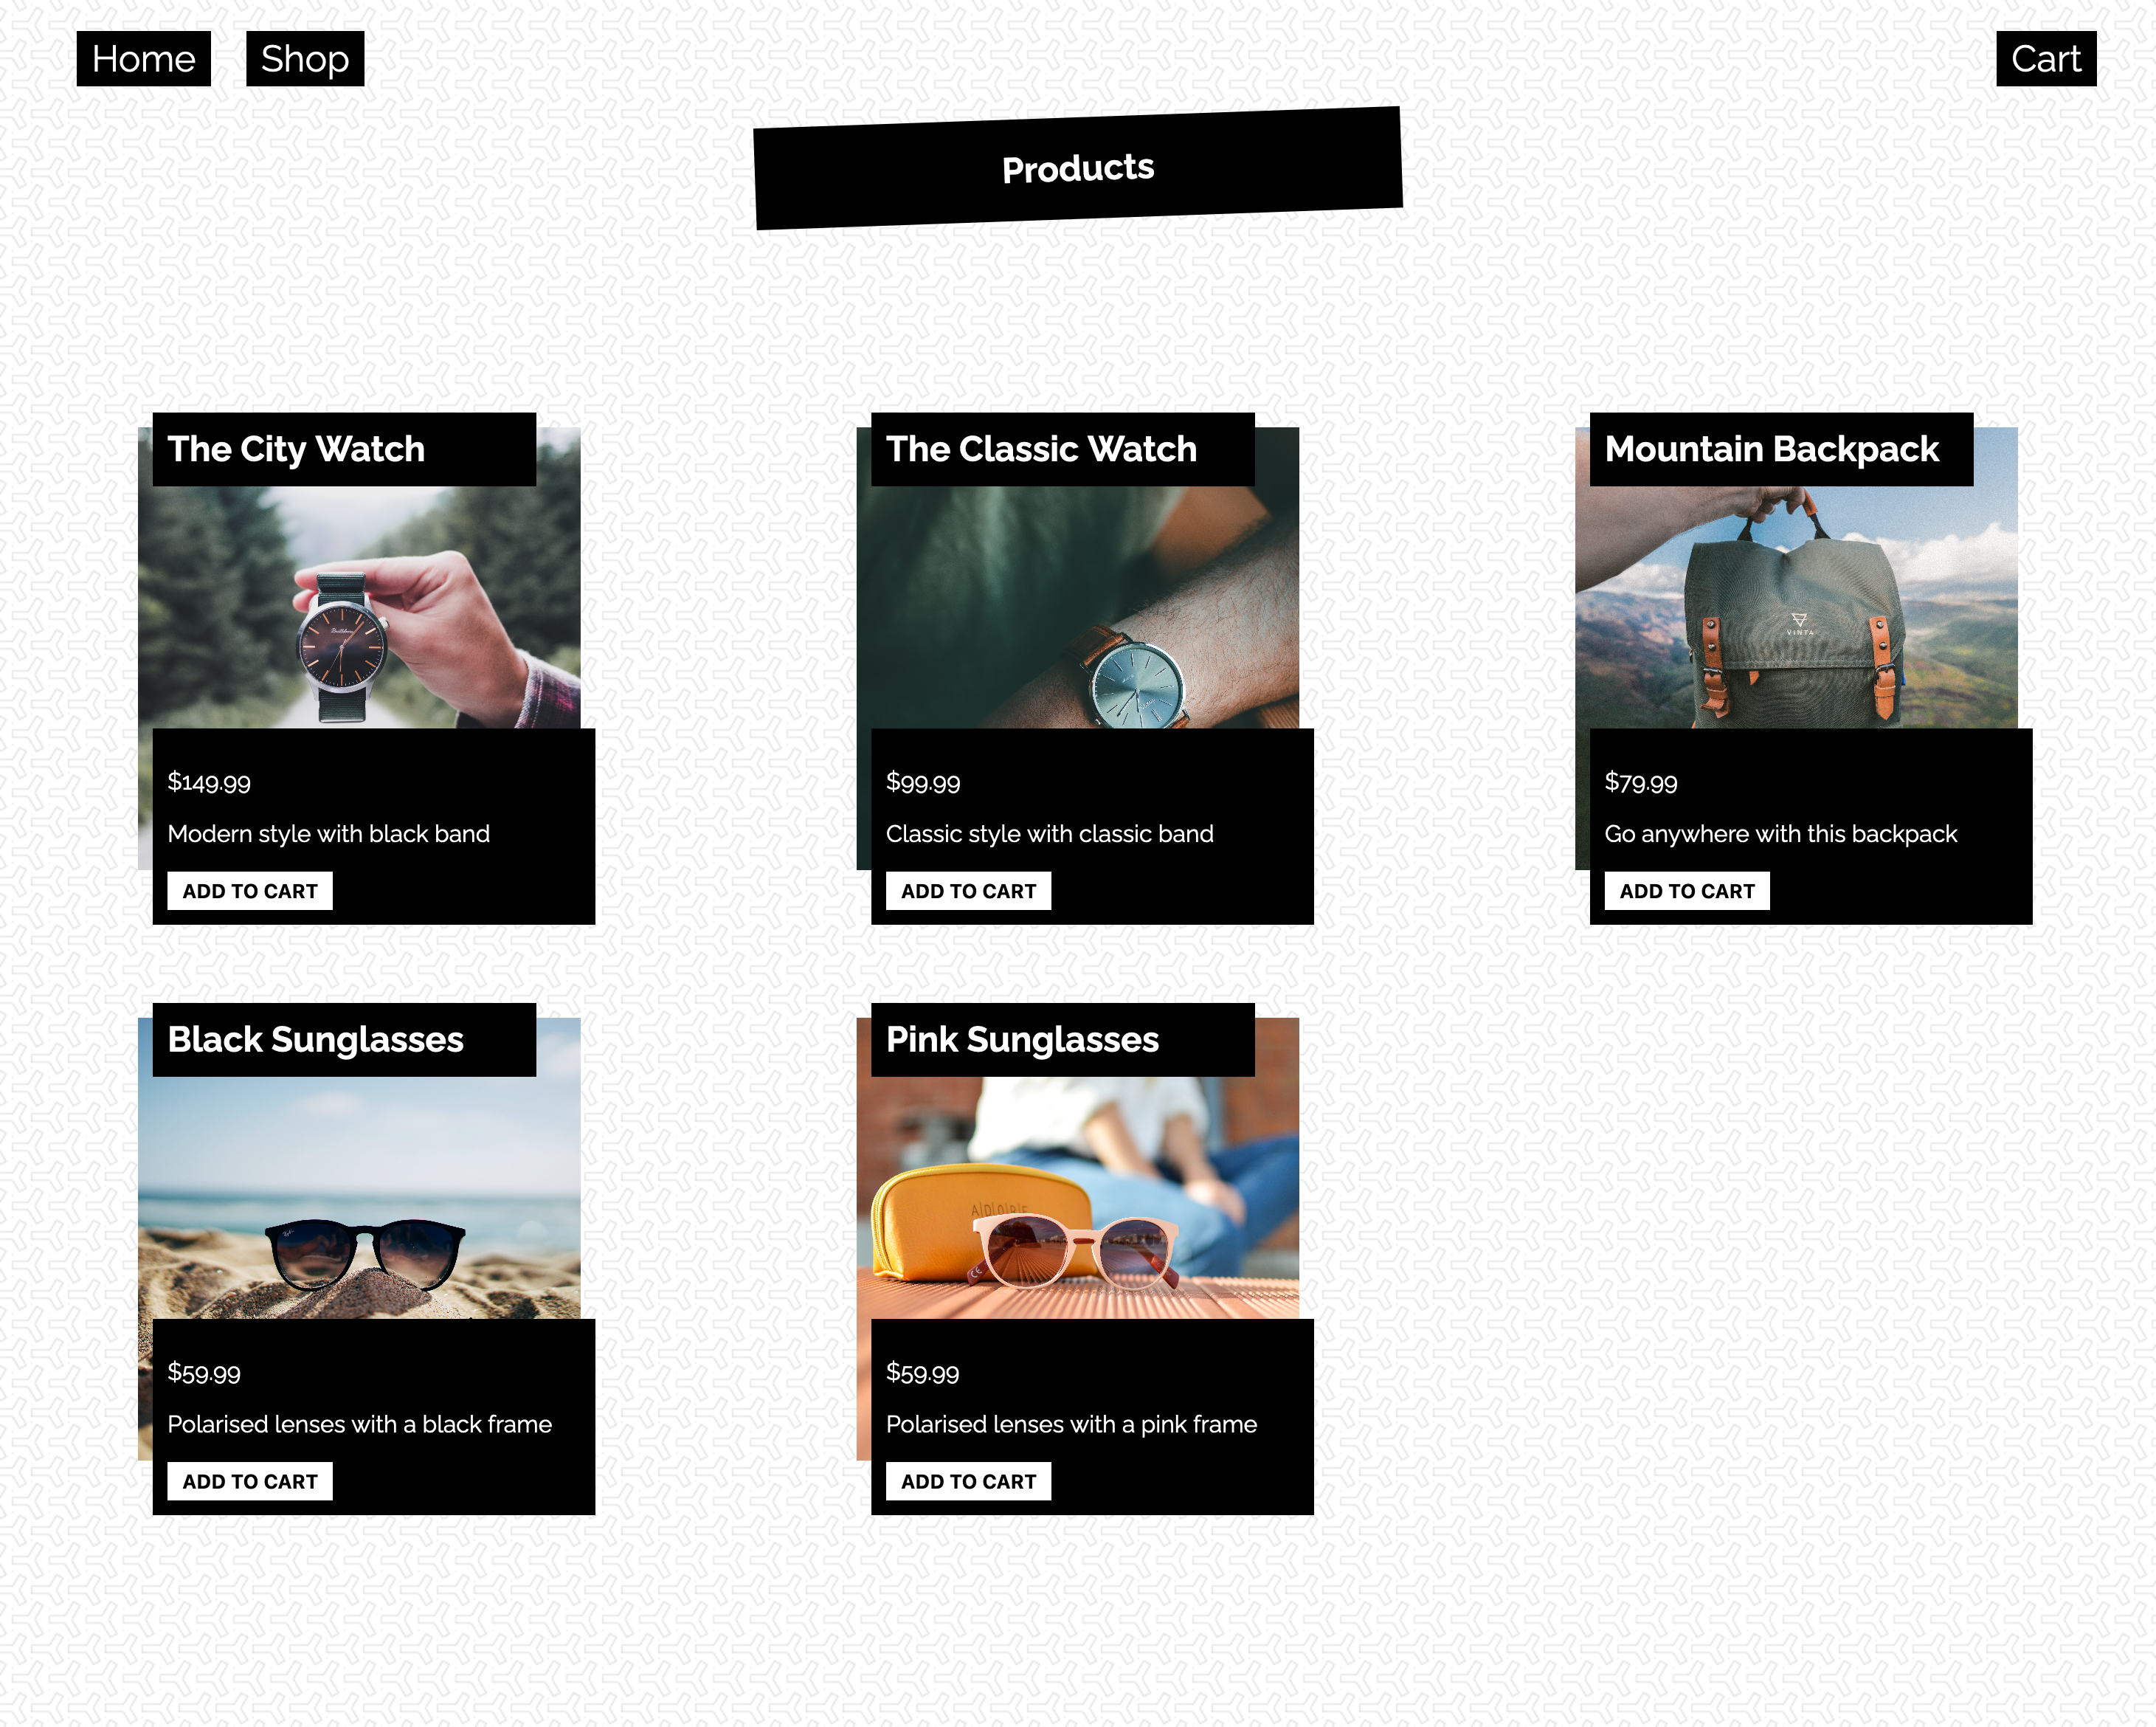 Home
Shop
Cart
Products
The City Watch
$149.99
Modern style with black band
ADD TO CART
The Classic Watch
$99.99
Classic style with classic band
ADD TO CART
Mountain Backpack
VINTA
$79.99
Go anywhere with this backpack
ADD TO CART
Black Sunglasses
$59.99
Polarised lenses with a black frame
ADD TO CART
Pink Sunglasses
CE
$59.99
Polarised lenses with a pink frame
ADD TO CART